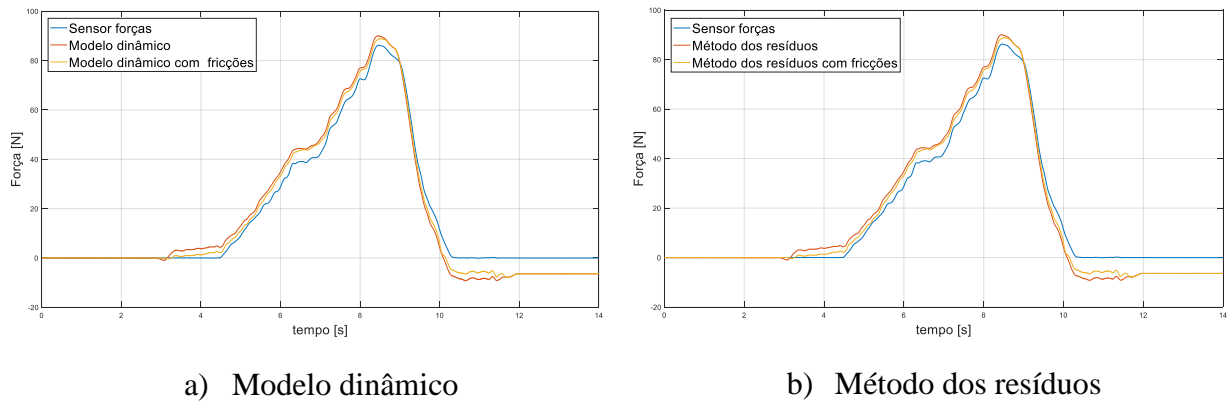 Sensor forças
Modelo dinâmico
Modelo dinâmico com fricções
Força [N]
100
80
60
40
20
0
-20
0 2 4 6 8 10 12 14
tempo [s]
a) Modelo dinâmico
Sensor forças
Método dos resíduos
Método dos resíduos com fricções
Força [N]
100
80
60
40
20
0
-20
0 2 4 6 8 10 12 14
tempo [s]
b) Método dos resíduos